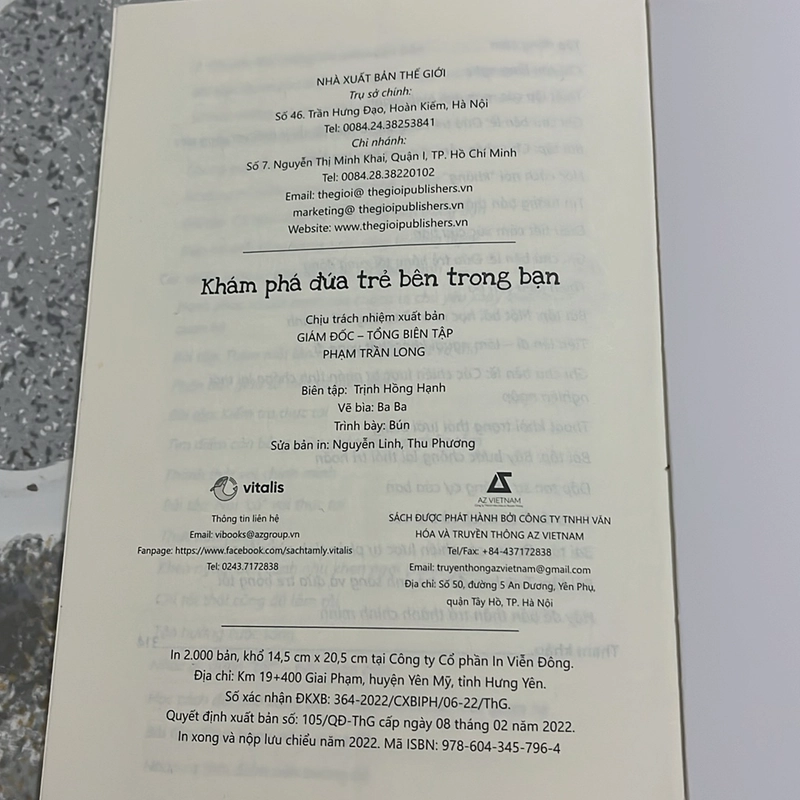 NHÀ XUẤT BẢN THẾ GIỚI
Trụ sở chính:
Số 46. Trần Hưng Đạo, Hoàn Kiếm, Hà Nội
Tel: 0084.24.38253841
Chi nhánh:
Số 7. Nguyễn Thị Minh Khai, Quận I, TP. Hồ Chí Minh
Tel: 0084.28.38220102
Email: thegioi@ thegioipublishers.vn
marketing@ thegioipublishers.vn
Website: www.thegioipublishers.vn
Khám phá đứa trẻ bên trong bạn
Chịu trách nhiệm xuất bản
GIÁM ĐỐC – TỔNG BIÊN TẬP
PHẠM TRẦN LONG
Biên tập: Trịnh Hồng Hạnh
Vẽ bìa: Ba Ba
Trình bày: Bún
Sửa bản in: Nguyễn Linh, Thu Phương
vitalis
Thông tin liên hệ
Email: vibooks@azgroup.vn
Fanpage: https://www.facebook.com/sachtamly.vitalis
Tel: 0243.7172838
AZ VIETNAM
SÁCH ĐƯỢC PHÁT HÀNH BỞI CÔNG TY TNHH VĂN
HÓA VÀ TRUYỀN THÔNG AZ VIETNAM
Tel/Fax: +84-437172838
Email: truyenthongazvietnam@gmail.com
Địa chỉ: Số 50, đường 5 An Dương, Yên Phụ,
quận Tây Hồ, TP. Hà Nội
In 2.000 bản, khổ 14,5 cm x 20,5 cm tại Công ty Cổ phần In Viễn Đông.
Địa chỉ: Km 19+400 Giai Phạm, huyện Yên Mỹ, tỉnh Hưng Yên.
Số xác nhận ĐKXB: 364-2022/CXBIPH/06-22/ThG.
Quyết định xuất bản số: 105/QĐ-ThG cấp ngày 08 tháng 02 năm 2022.
In xong và nộp lưu chiểu năm 2022. Mã ISBN: 978-604-345-796-4